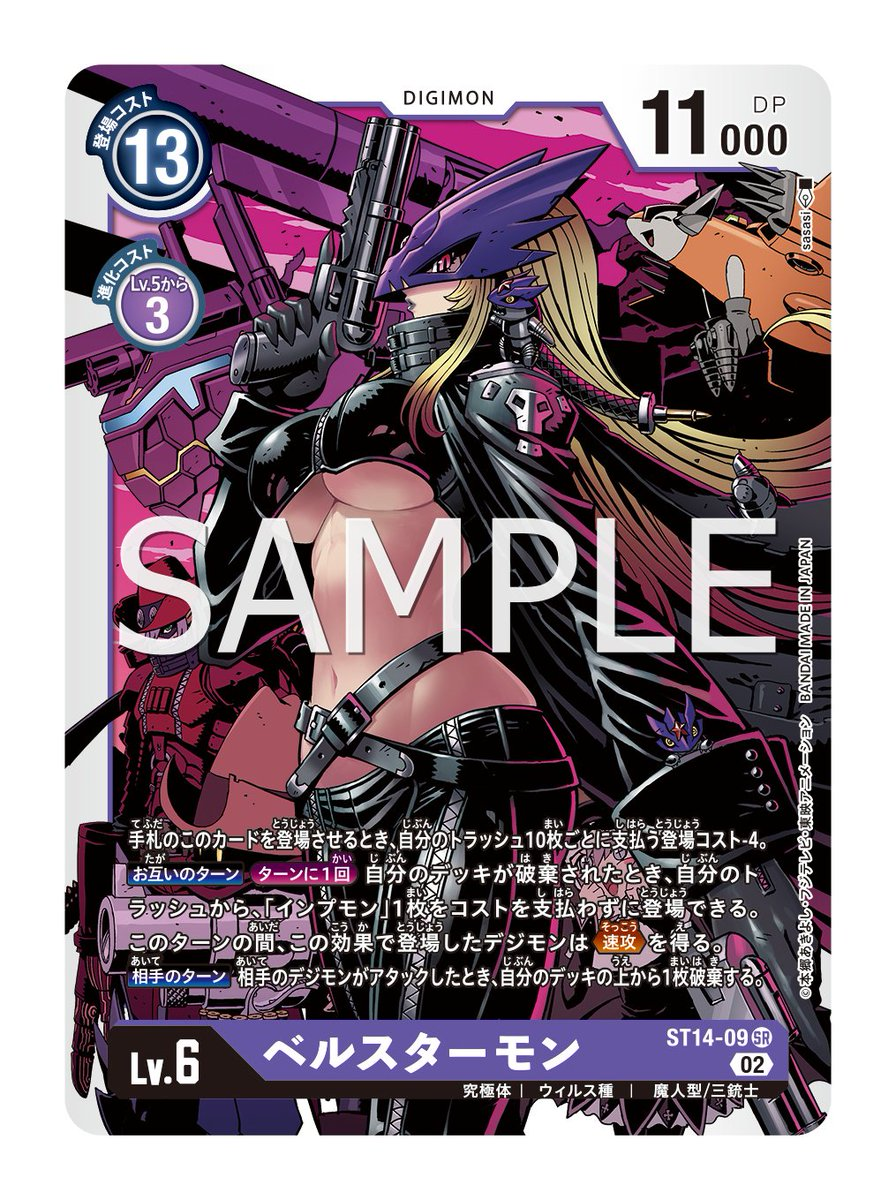 DIGIMON
登場コスト
13
11000
DP
進化コスト
Lv.5から
3
sasasi
SAMPLE
©本郷あきよし・フジテレビ・東映アニメーション BANDAI MADE IN JAPAN
手札のこのカードを登場させるとき、自分のトラッシュ10枚ごとに支払う登場コスト-4。
お互いのターン ターンに1回 自分のデッキが破棄されたとき、自分のト
ラッシュから、「インプモン」1枚をコストを支払わずに登場できる。
このターンの間、この効果で登場したデジモンは 速攻 を得る。
相手のターン 相手のデジモンがアタックしたとき、自分のデッキの上から1枚破棄する。
Lv.6
ベルスターモン
ST14-09 SR
02
究極体 | ウィルス種 | 魔人型/三銃士